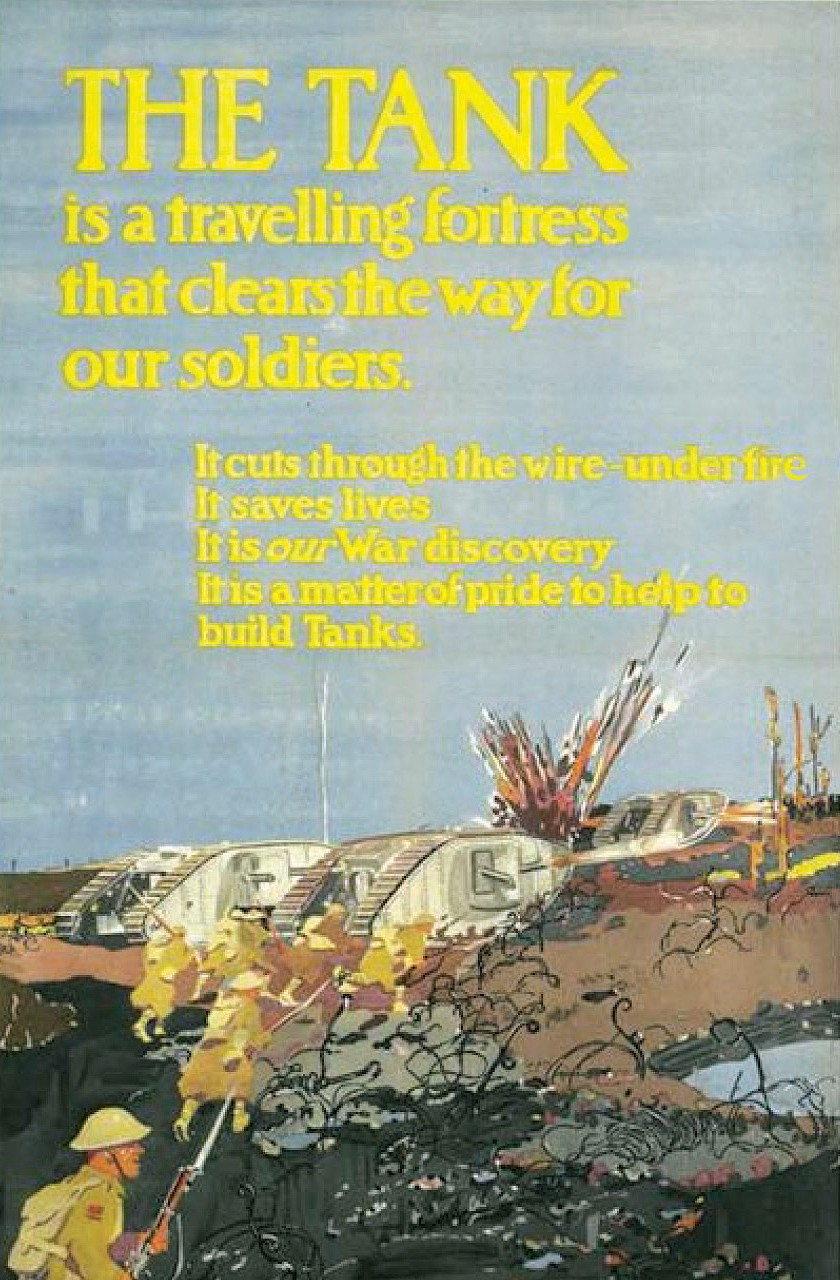 THE TANK
is a travelling fortress
that clears the way for
our soldiers.
It cuts through the wire-under fire
It saves lives
It is our War discovery
It is a matter of pride to help to
build Tanks.